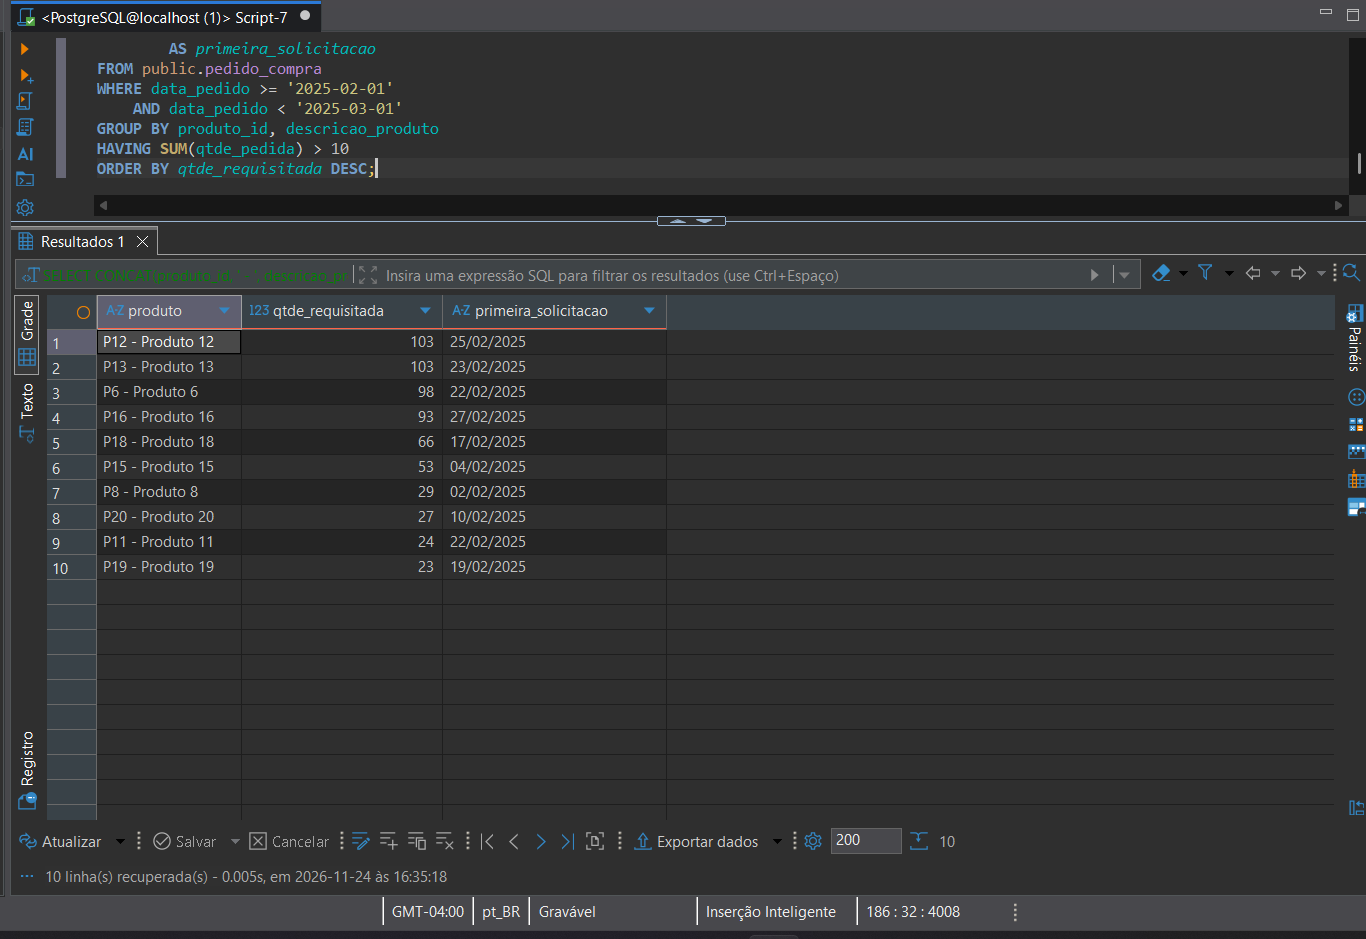 <PostgreSQL@localhost (1)> Script-7
AS primeira_solicitacao
FROM public.pedido_compra
WHERE data_pedido >= '2025-02-01'
AND data_pedido < '2025-03-01'
GROUP BY produto_id, descricao_produto
HAVING SUM(qtde_pedida) > 10
ORDER BY qtde_requisitada DESC;
AI
Resultados 1
SELECT CONCAT(produto_id, ' - ', descricao_pr
Insira uma expressão SQL para filtrar os resultados (use Ctrl+Espaço)
Grade
Texto
Registro
Painéis
A-Z produto 123 qtde_requisitada A-Z primeira_solicitacao
1 P12 - Produto 12 103 25/02/2025
2 P13 - Produto 13 103 23/02/2025
3 P6 - Produto 6 98 22/02/2025
4 P16 - Produto 16 93 27/02/2025
5 P18 - Produto 18 66 17/02/2025
6 P15 - Produto 15 53 04/02/2025
7 P8 - Produto 8 29 02/02/2025
8 P20 - Produto 20 27 10/02/2025
9 P11 - Produto 11 24 22/02/2025
10 P19 - Produto 19 23 19/02/2025
Atualizar Salvar Cancelar Exportar dados 200 10
10 linha(s) recuperada(s) - 0.005s, em 2026-11-24 às 16:35:18
GMT-04:00 pt_BR Gravável Inserção Inteligente 186 : 32 : 4008